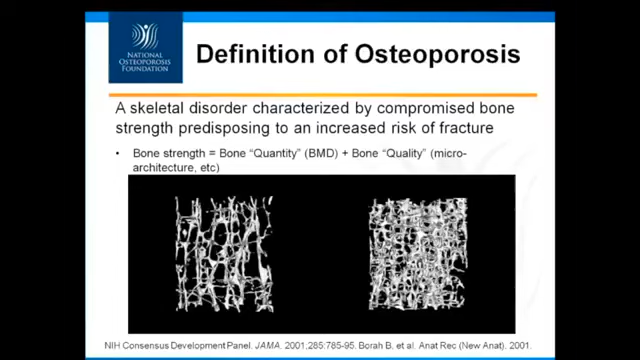 NATIONAL
OSTEOPOROSIS
FOUNDATION
Definition of Osteoporosis
A skeletal disorder characterized by compromised bone
strength predisposing to an increased risk of fracture
• Bone strength = Bone “Quantity” (BMD) + Bone “Quality” (micro-
architecture, etc)
NIH Consensus Development Panel. JAMA. 2001;285:785-95. Borah B, et al. Anat Rec (New Anat). 2001.